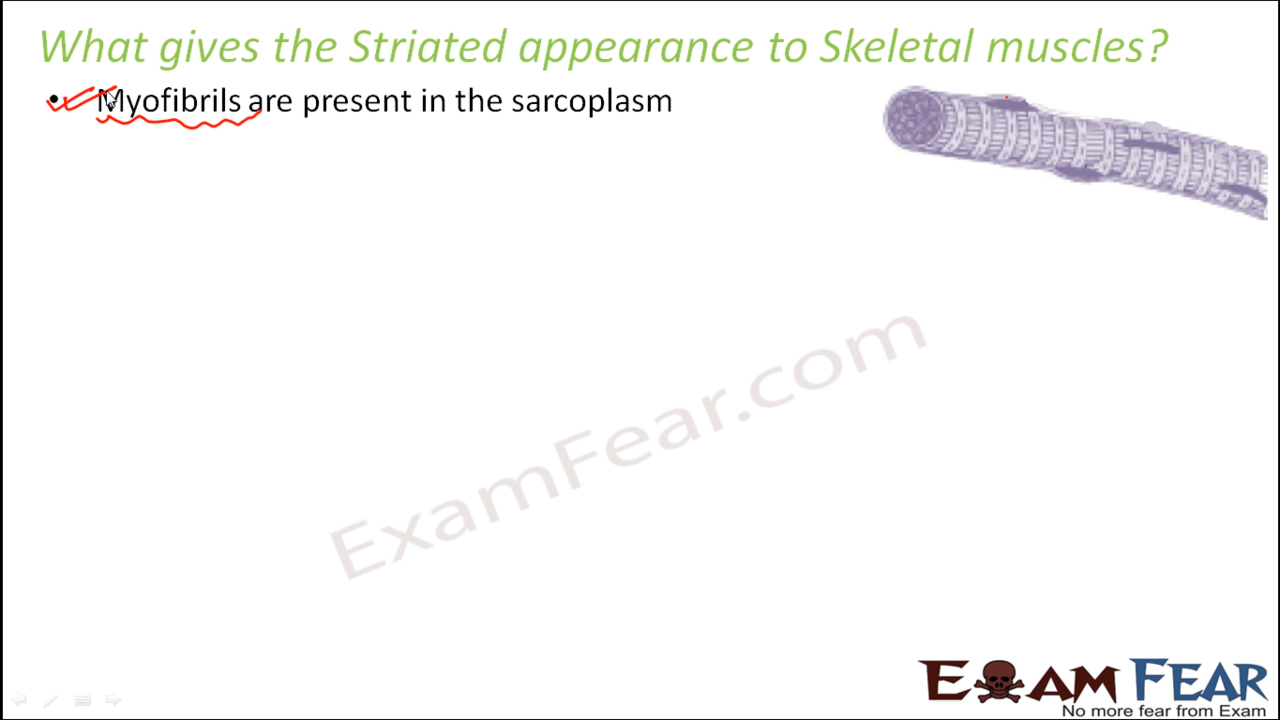 What gives the Striated appearance to Skeletal muscles?
• Myofibrils are present in the sarcoplasm
ExamFear.com
EXAM FEAR
No more fear from Exam